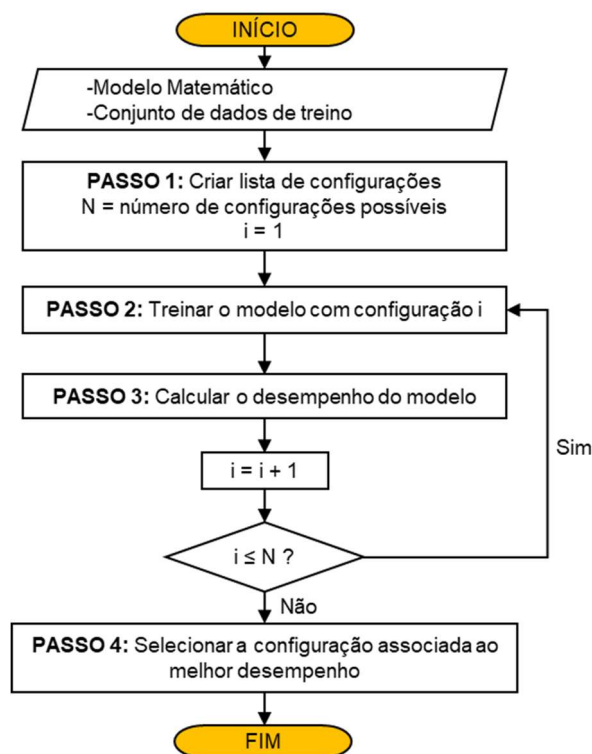 INÍCIO
-Modelo Matemático
-Conjunto de dados de treino
PASSO 1: Criar lista de configurações
N = número de configurações possíveis
i = 1
PASSO 2: Treinar o modelo com configuração i
PASSO 3: Calcular o desempenho do modelo
i = i + 1
Sim
i ≤ N ?
Não
PASSO 4: Selecionar a configuração associada ao
melhor desempenho
FIM